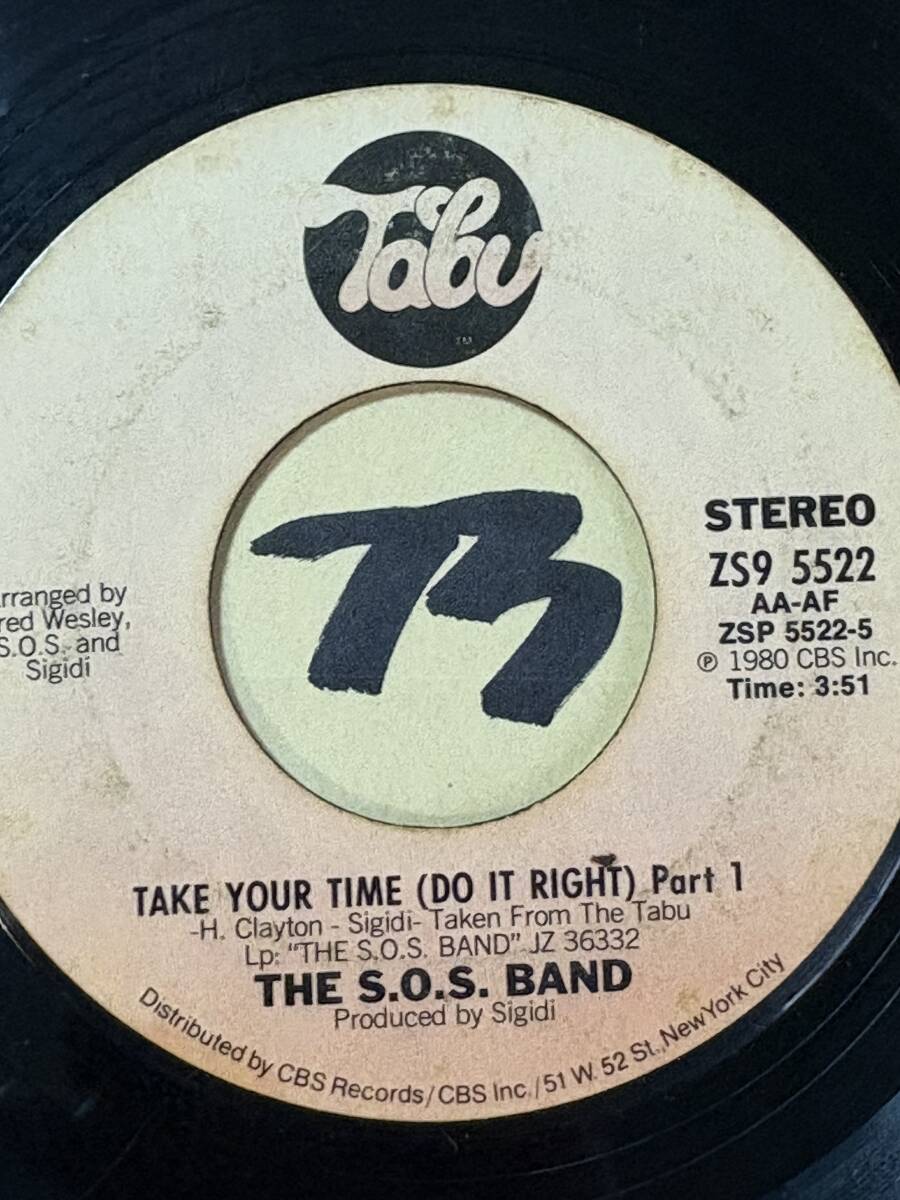 Tabu
TM
TB
STEREO
ZS9 5522
AA-AF
ZSP 5522-5
℗ 1980 CBS Inc.
Time: 3:51
rranged by
red Wesley,
S.O.S. and
Sigidi
TAKE YOUR TIME (DO IT RIGHT) Part 1
-H. Clayton - Sigidi- Taken From The Tabu
Lp: "THE S.O.S. BAND" JZ 36332
THE S.O.S. BAND
Produced by Sigidi
Distributed by CBS Records/CBS Inc./51 W. 52 St., New York City